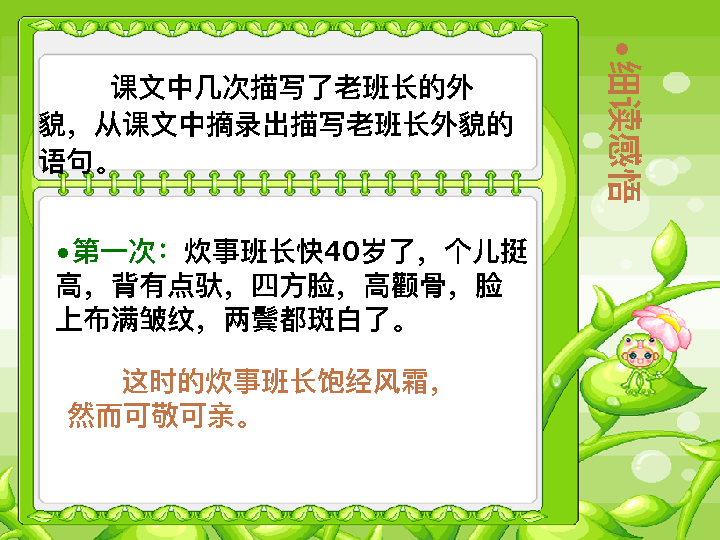 课文中几次描写了老班长的外
貌，从课文中摘录出描写老班长外貌的
语句。
•第一次：炊事班长快40岁了，个儿挺
高，背有点驮，四方脸，高颧骨，脸
上布满皱纹，两鬓都斑白了。
这时的炊事班长饱经风霜，
然而可敬可亲。
•细读感悟